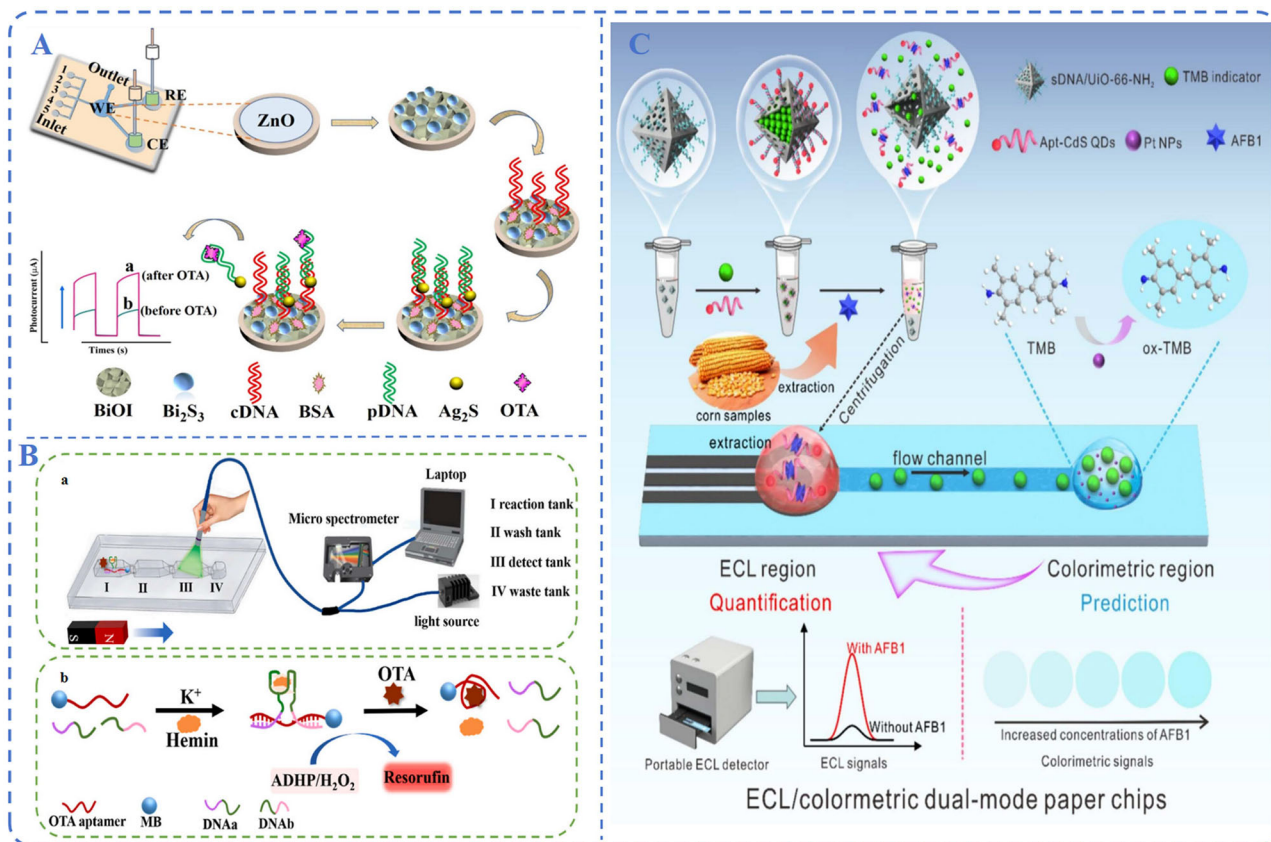 A
1
2
3
4
5
Outlet
WE
RE
CE
Inlet
ZnO
Photocurrent (μA)
a
(after OTA)
b
(before OTA)
Times (s)
BiOI
Bi₂S₃
cDNA
BSA
pDNA
Ag₂S
OTA
B
a
Laptop
Micro spectrometer
I reaction tank
II wash tank
III detect tank
IV waste tank
light source
I
II
III
IV
S
N
b
K⁺
Hemin
OTA
ADHP/H₂O₂
Resorufin
OTA aptamer
MB
DNAa
DNAb
C
sDNA/UiO-66-NH₂
TMB indicator
Apt-CdS QDs
Pt NPs
AFB1
extraction
corn samples
Centrifugation
TMB
ox-TMB
extraction
flow channel
ECL region
Quantification
Colorimetric region
Prediction
With AFB1
Without AFB1
ECL signals
Portable ECL detector
Increased concentrations of AFB1
Colorimetric signals
ECL/colormetric dual-mode paper chips